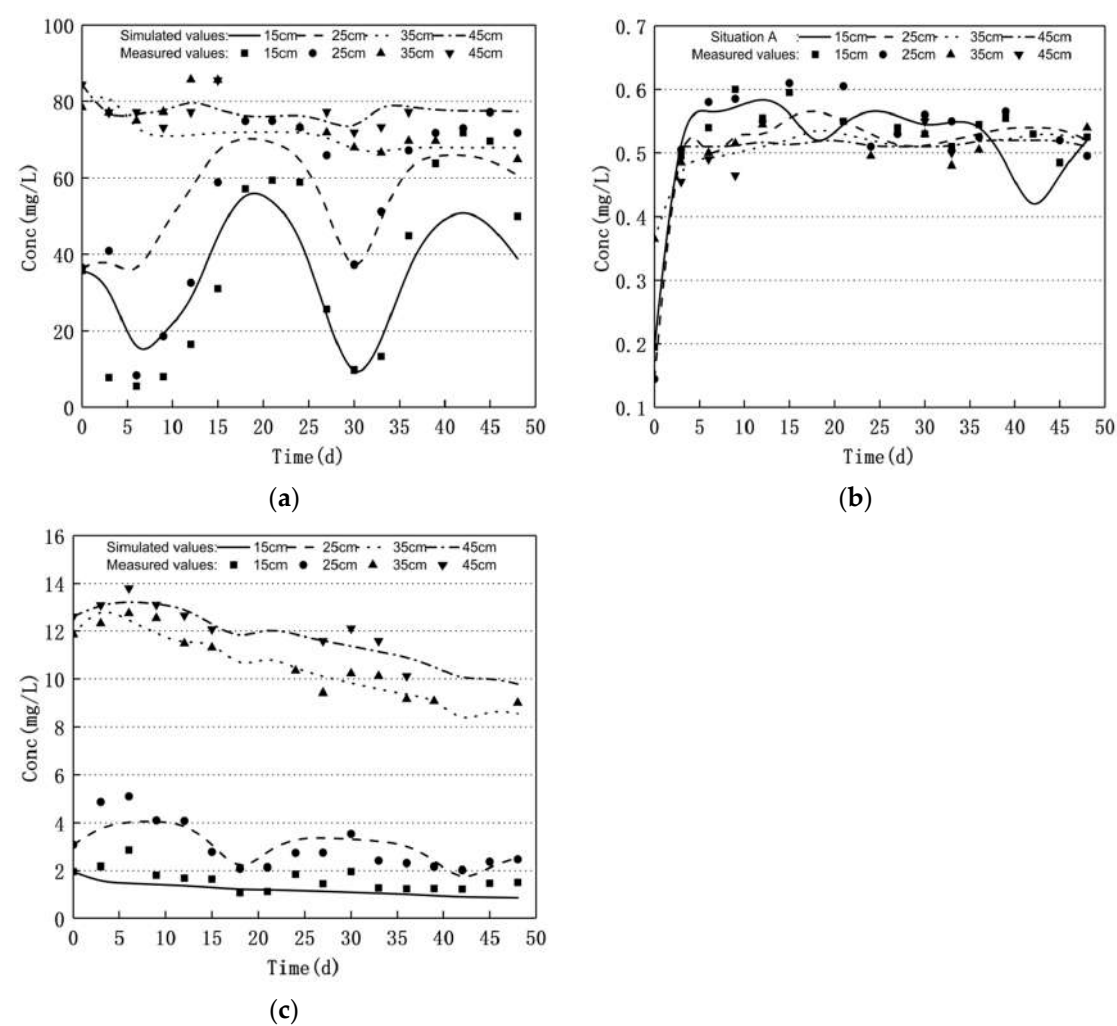 Simulated values: 15cm 25cm 35cm 45cm
Measured values: 15cm 25cm 35cm 45cm
100
80
60
40
20
0
Conc(mg/L)
0 5 10 15 20 25 30 35 40 45 50
Time(d)
(a)
Situation A 15cm 25cm 35cm 45cm
Measured values: 15cm 25cm 35cm 45cm
0.7
0.6
0.5
0.4
0.3
0.2
0.1
Conc(mg/L)
0 5 10 15 20 25 30 35 40 45 50
Time(d)
(b)
Simulated values: 15cm 25cm 35cm 45cm
Measured values: 15cm 25cm 35cm 45cm
16
14
12
10
8
6
4
2
0
Conc(mg/L)
0 5 10 15 20 25 30 35 40 45 50
Time(d)
(c)